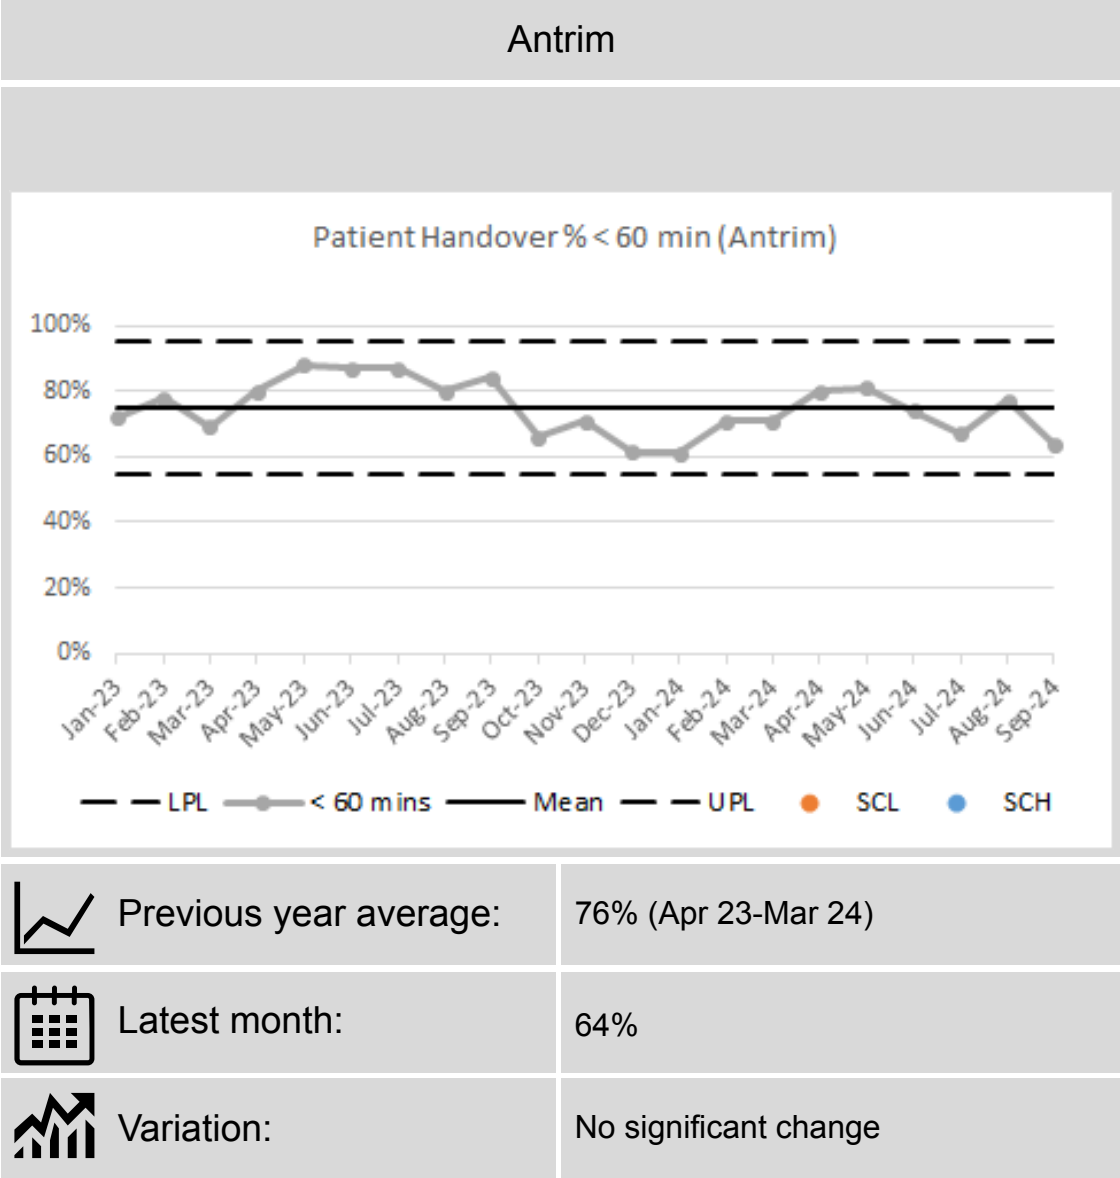 Antrim
Patient Handover % < 60 min (Antrim)
100%
80%
60%
40%
20%
0%
Jan-23
Feb-23
Mar-23
Apr-23
May-23
Jun-23
Jul-23
Aug-23
Sep-23
Oct-23
Nov-23
Dec-23
Jan-24
Feb-24
Mar-24
Apr-24
May-24
Jun-24
Jul-24
Aug-24
Sep-24
LPL < 60 mins Mean UPL SCL SCH
Previous year average: 76% (Apr 23-Mar 24)
Latest month: 64%
Variation: No significant change